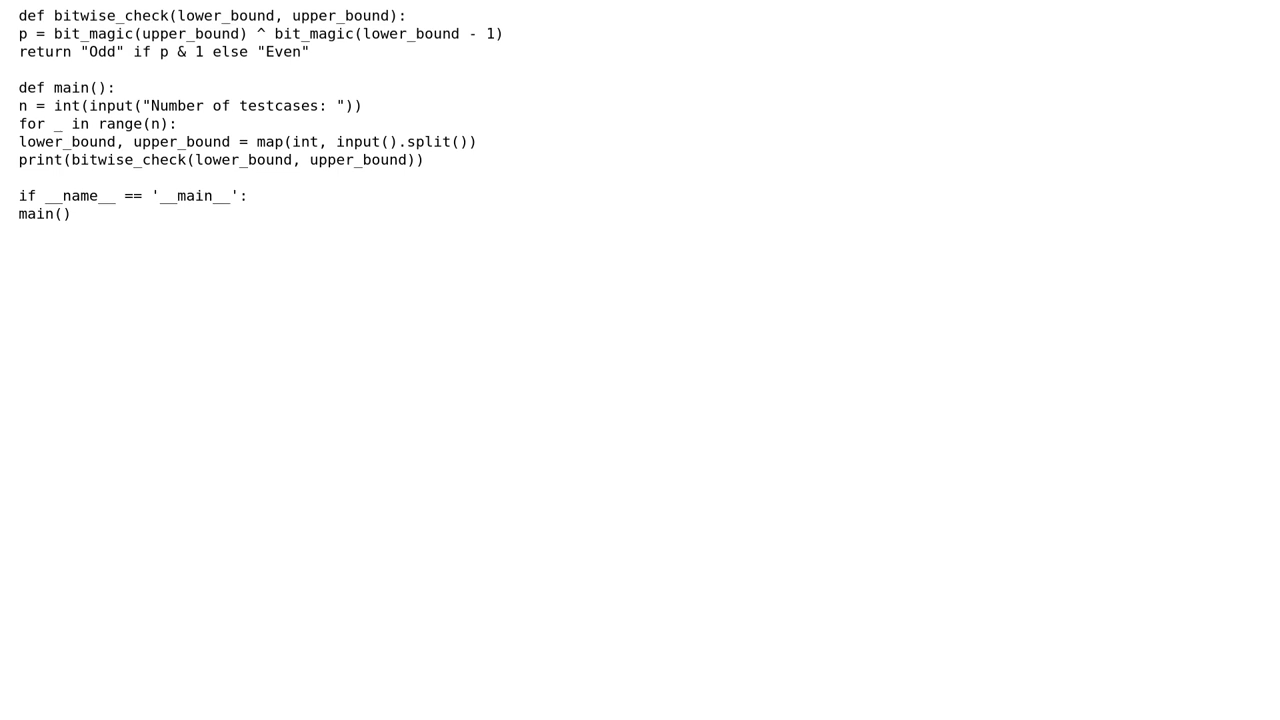 def bitwise_check(lower_bound, upper_bound):
p = bit_magic(upper_bound) ^ bit_magic(lower_bound - 1)
return "Odd" if p & 1 else "Even"

def main():
n = int(input("Number of testcases: "))
for _ in range(n):
lower_bound, upper_bound = map(int, input().split())
print(bitwise_check(lower_bound, upper_bound))

if __name__ == '__main__':
main()